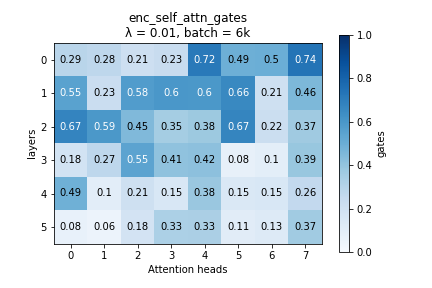 enc_self_attn_gates
λ = 0.01, batch = 6k
0 0.29 0.28 0.21 0.23 0.72 0.49 0.5 0.74
1 0.55 0.23 0.58 0.6 0.6 0.66 0.21 0.46
2 0.67 0.59 0.45 0.35 0.38 0.67 0.22 0.37
3 0.18 0.27 0.55 0.41 0.42 0.08 0.1 0.39
4 0.49 0.1 0.21 0.15 0.38 0.15 0.15 0.26
5 0.08 0.06 0.18 0.33 0.33 0.11 0.13 0.37
0 1 2 3 4 5 6 7
Attention heads
layers
1.0
0.8
0.6
0.4
0.2
0.0
gates